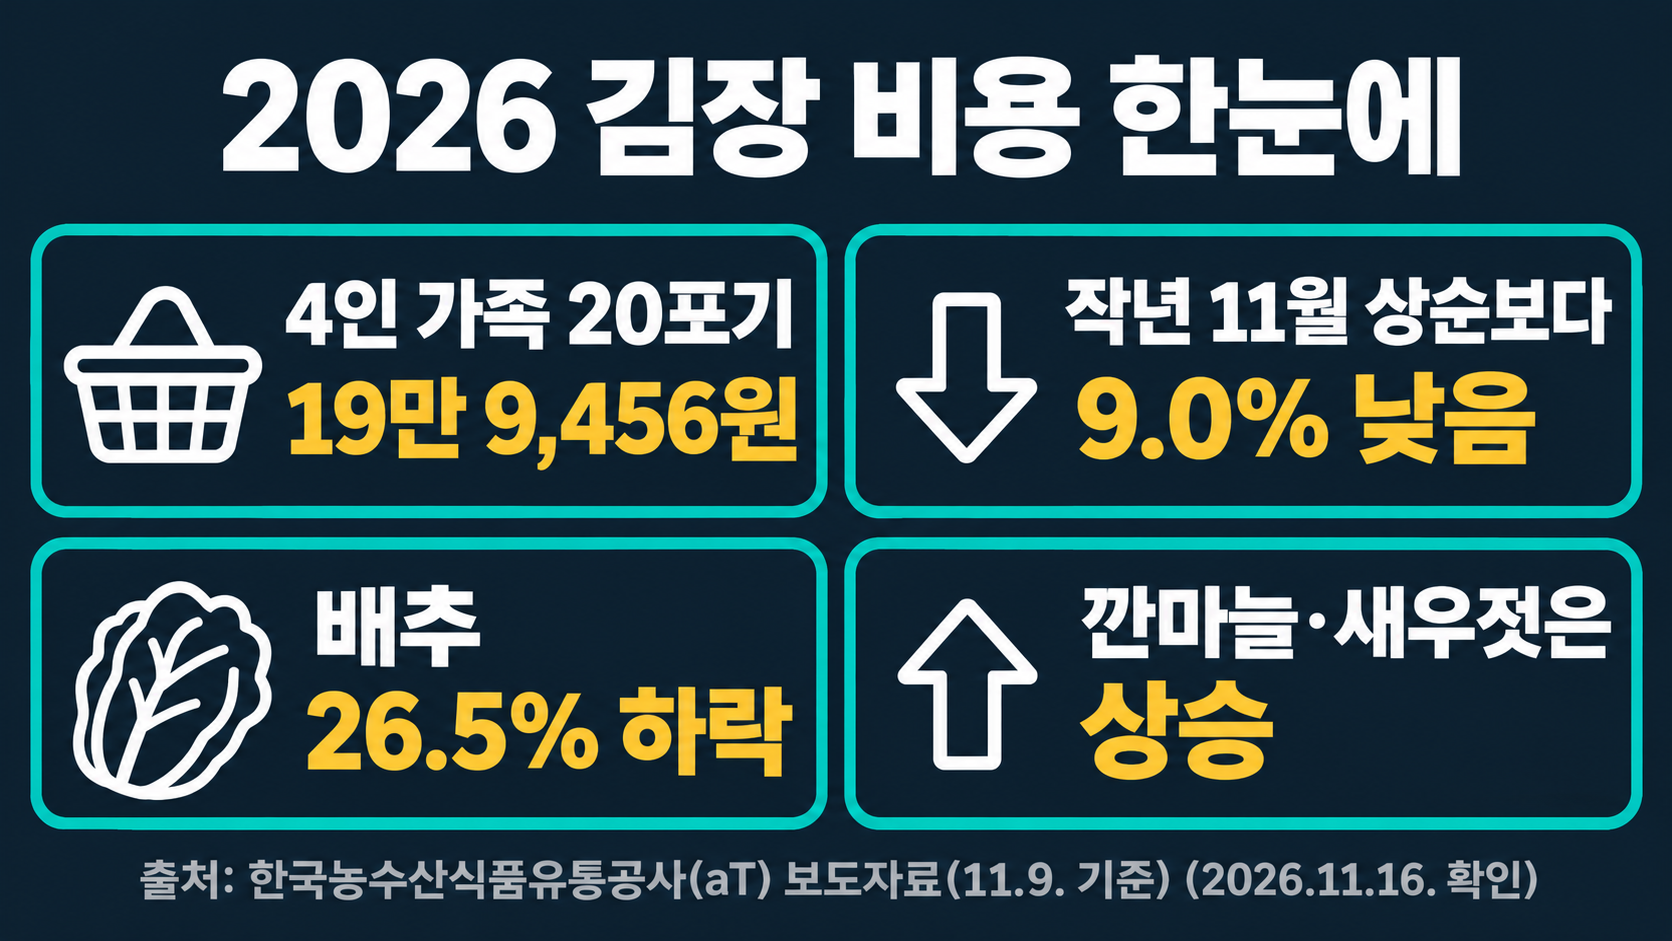 2026 김장 비용 한눈에
4인 가족 20포기
19만 9,456원
작년 11월 상순보다
9.0% 낮음
배추
26.5% 하락
깐마늘·새우젓은
상승
출처: 한국농수산식품유통공사(aT) 보도자료(11.9. 기준) (2026.11.16. 확인)